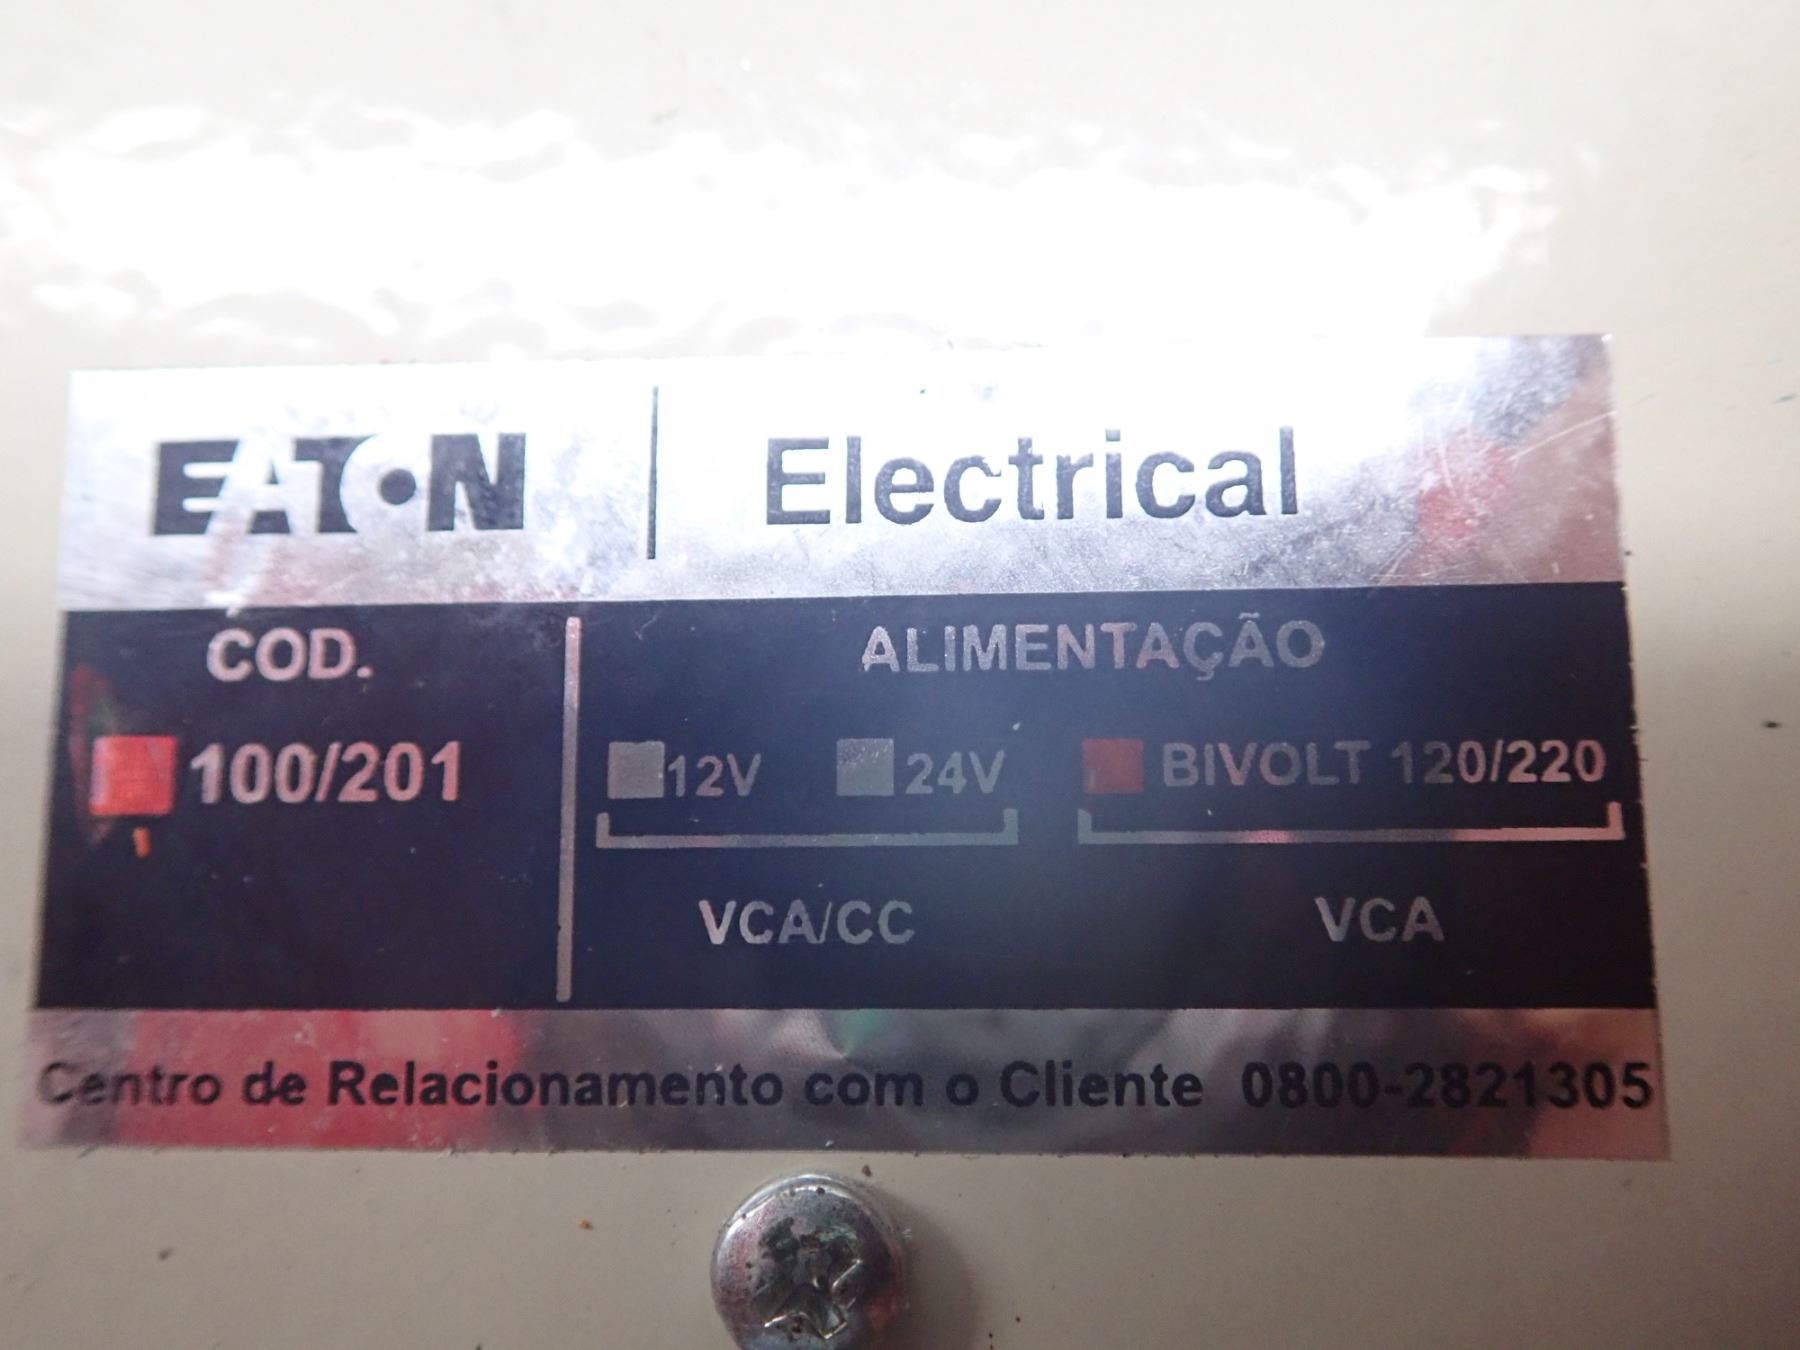 EATON Electrical
COD. ALIMENTAÇÃO
100/201 12V 24V BIVOLT 120/220
VCA/CC VCA
Centro de Relacionamento com o Cliente 0800-2821305